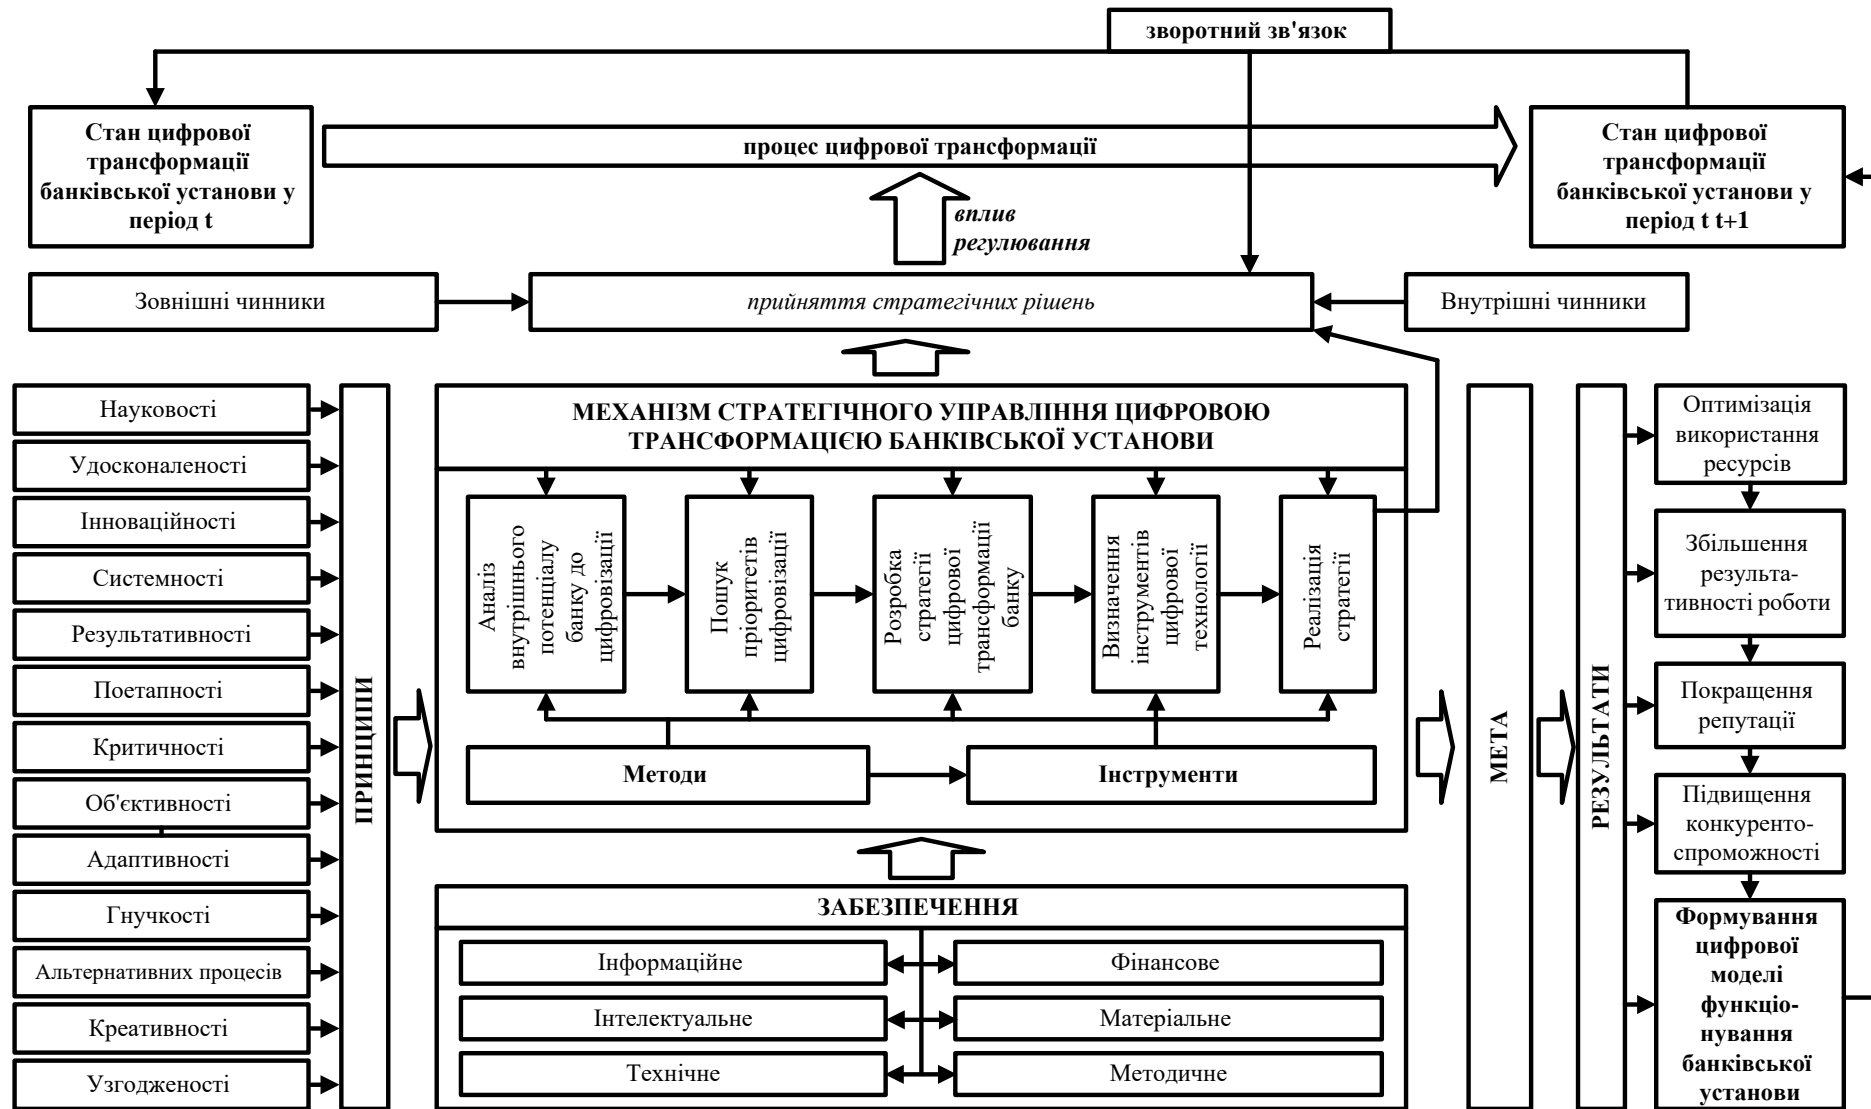 зворотний зв'язок
Стан цифрової
трансформації
банківської установи у
період t
процес цифрової трансформації
Стан цифрової
трансформації
банківської установи у
період t t+1
вплив
регулювання
Зовнішні чинники
прийняття стратегічних рішень
Внутрішні чинники
Науковості
Удосконаленості
Інноваційності
Системності
Результативності
Поетапності
Критичності
Об'єктивності
Адаптивності
Гнучкості
Альтернативних процесів
Креативності
Узгодженості
ПРИНЦИПИ
МЕХАНІЗМ СТРАТЕГІЧНОГО УПРАВЛІННЯ ЦИФРОВОЮ
ТРАНСФОРМАЦІЄЮ БАНКІВСЬКОЇ УСТАНОВИ
Аналіз
внутрішнього
потенціалу
банку до
цифровізації
Пошук
пріоритетів
цифровізації
Розробка
стратегії
цифрової
трансформації
банку
Визначення
інструментів
цифрової
технології
Реалізація
стратегії
Методи
Інструменти
ЗАБЕЗПЕЧЕННЯ
Інформаційне
Фінансове
Інтелектуальне
Матеріальне
Технічне
Методичне
МЕТА
РЕЗУЛЬТАТИ
Оптимізація
використання
ресурсів
Збільшення
результа-
тивності роботи
Покращення
репутації
Підвищення
конкуренто-
спроможності
Формування
цифрової
моделі
функціо-
нування
банківської
установи